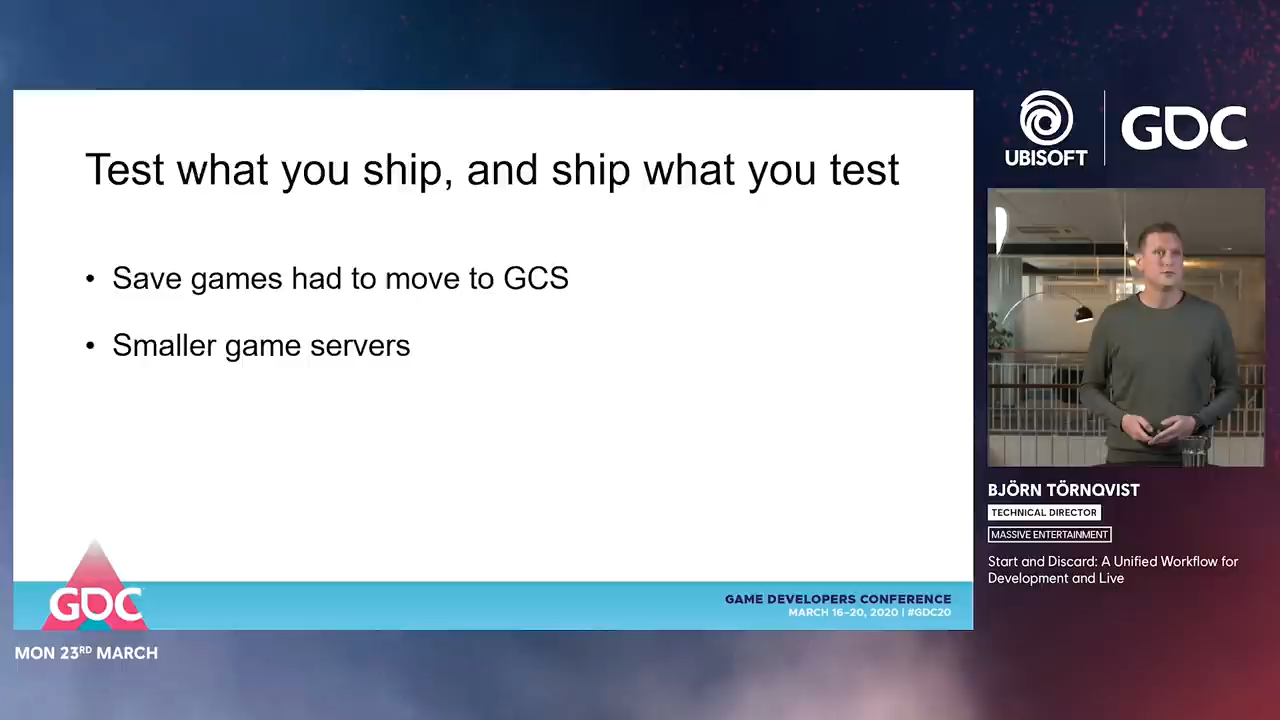 Test what you ship, and ship what you test
• Save games had to move to GCS
• Smaller game servers
GDC
GAME DEVELOPERS CONFERENCE
MARCH 16–20, 2020 | #GDC20
MON 23RD MARCH
UBISOFT
GDC
BJÖRN TÖRNQVIST
TECHNICAL DIRECTOR
MASSIVE ENTERTAINMENT
Start and Discard: A Unified Workflow for
Development and Live